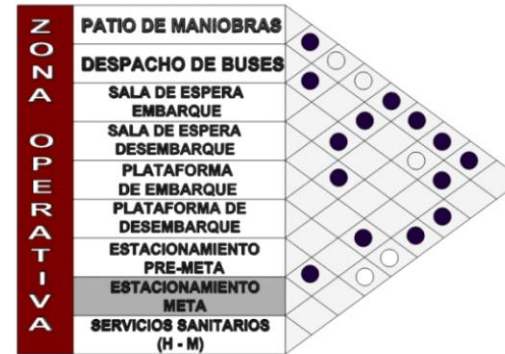 ZONA OPERATIVA
PATIO DE MANIOBRAS
DESPACHO DE BUSES
SALA DE ESPERA
EMBARQUE
SALA DE ESPERA
DESEMBARQUE
PLATAFORMA
DE EMBARQUE
PLATAFORMA DE
DESEMBARQUE
ESTACIONAMIENTO
PRE-META
ESTACIONAMIENTO
META
SERVICIOS SANITARIOS
(H - M)